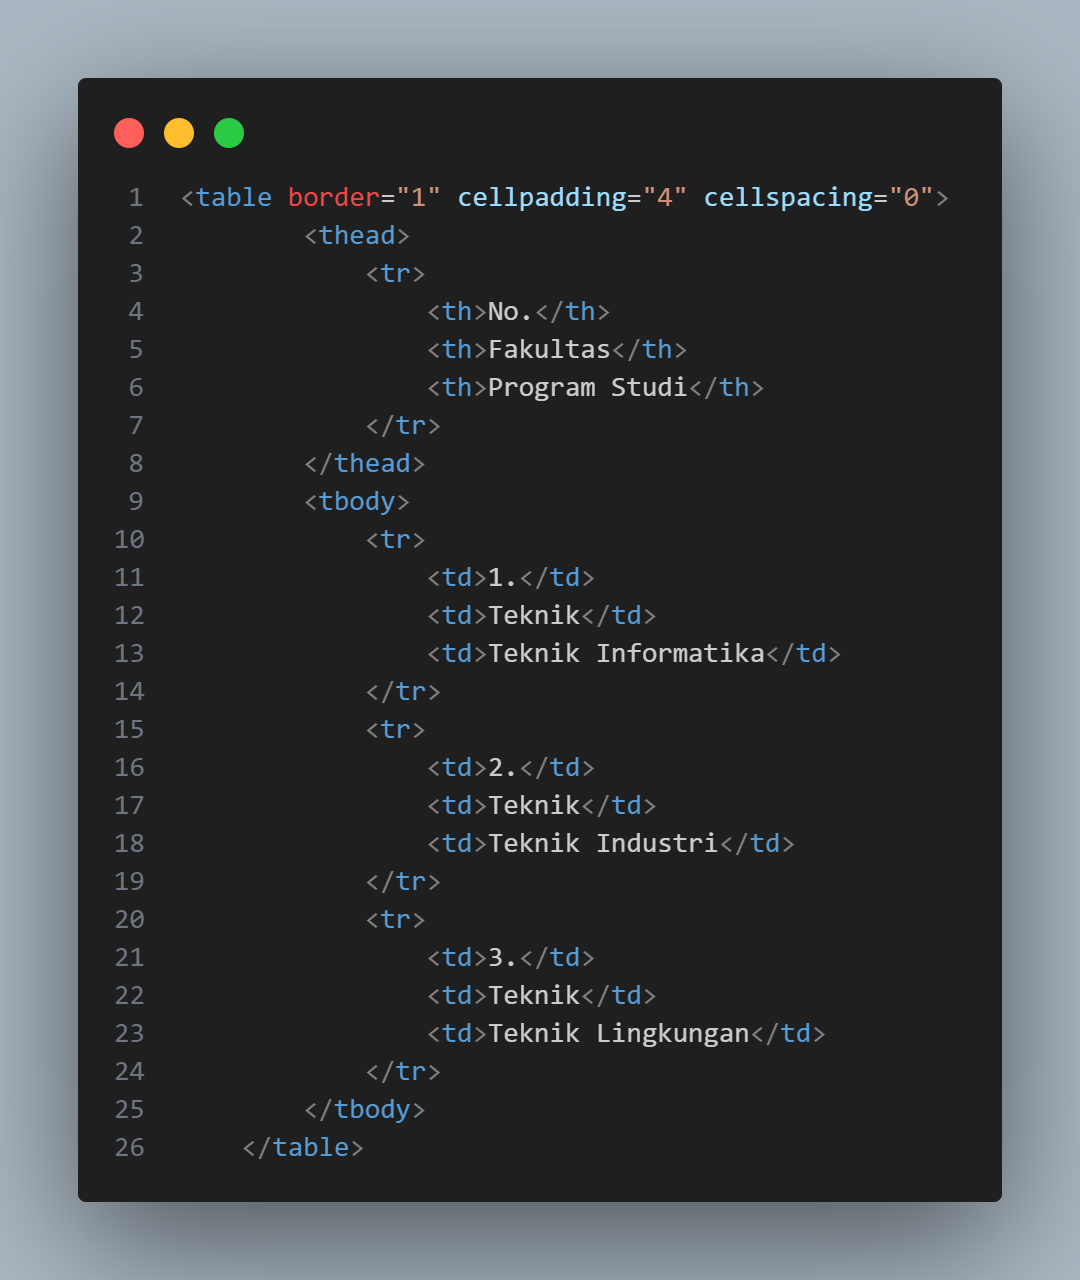 1 <table border="1" cellpadding="4" cellspacing="0">
2         <thead>
3             <tr>
4                 <th>No.</th>
5                 <th>Fakultas</th>
6                 <th>Program Studi</th>
7             </tr>
8         </thead>
9         <tbody>
10             <tr>
11                 <td>1.</td>
12                 <td>Teknik</td>
13                 <td>Teknik Informatika</td>
14             </tr>
15             <tr>
16                 <td>2.</td>
17                 <td>Teknik</td>
18                 <td>Teknik Industri</td>
19             </tr>
20             <tr>
21                 <td>3.</td>
22                 <td>Teknik</td>
23                 <td>Teknik Lingkungan</td>
24             </tr>
25         </tbody>
26     </table>